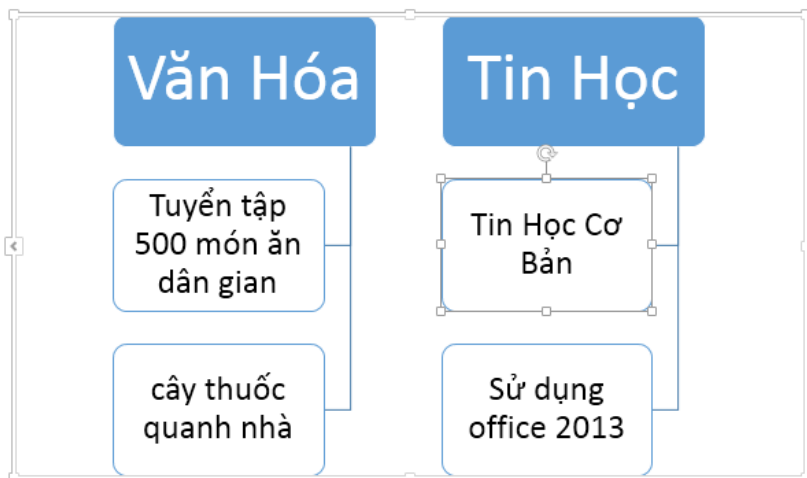 Văn Hóa
Tuyển tập
500 món ăn
dân gian
cây thuốc
quanh nhà
Tin Học
Tin Học Cơ
Bản
Sử dụng
office 2013